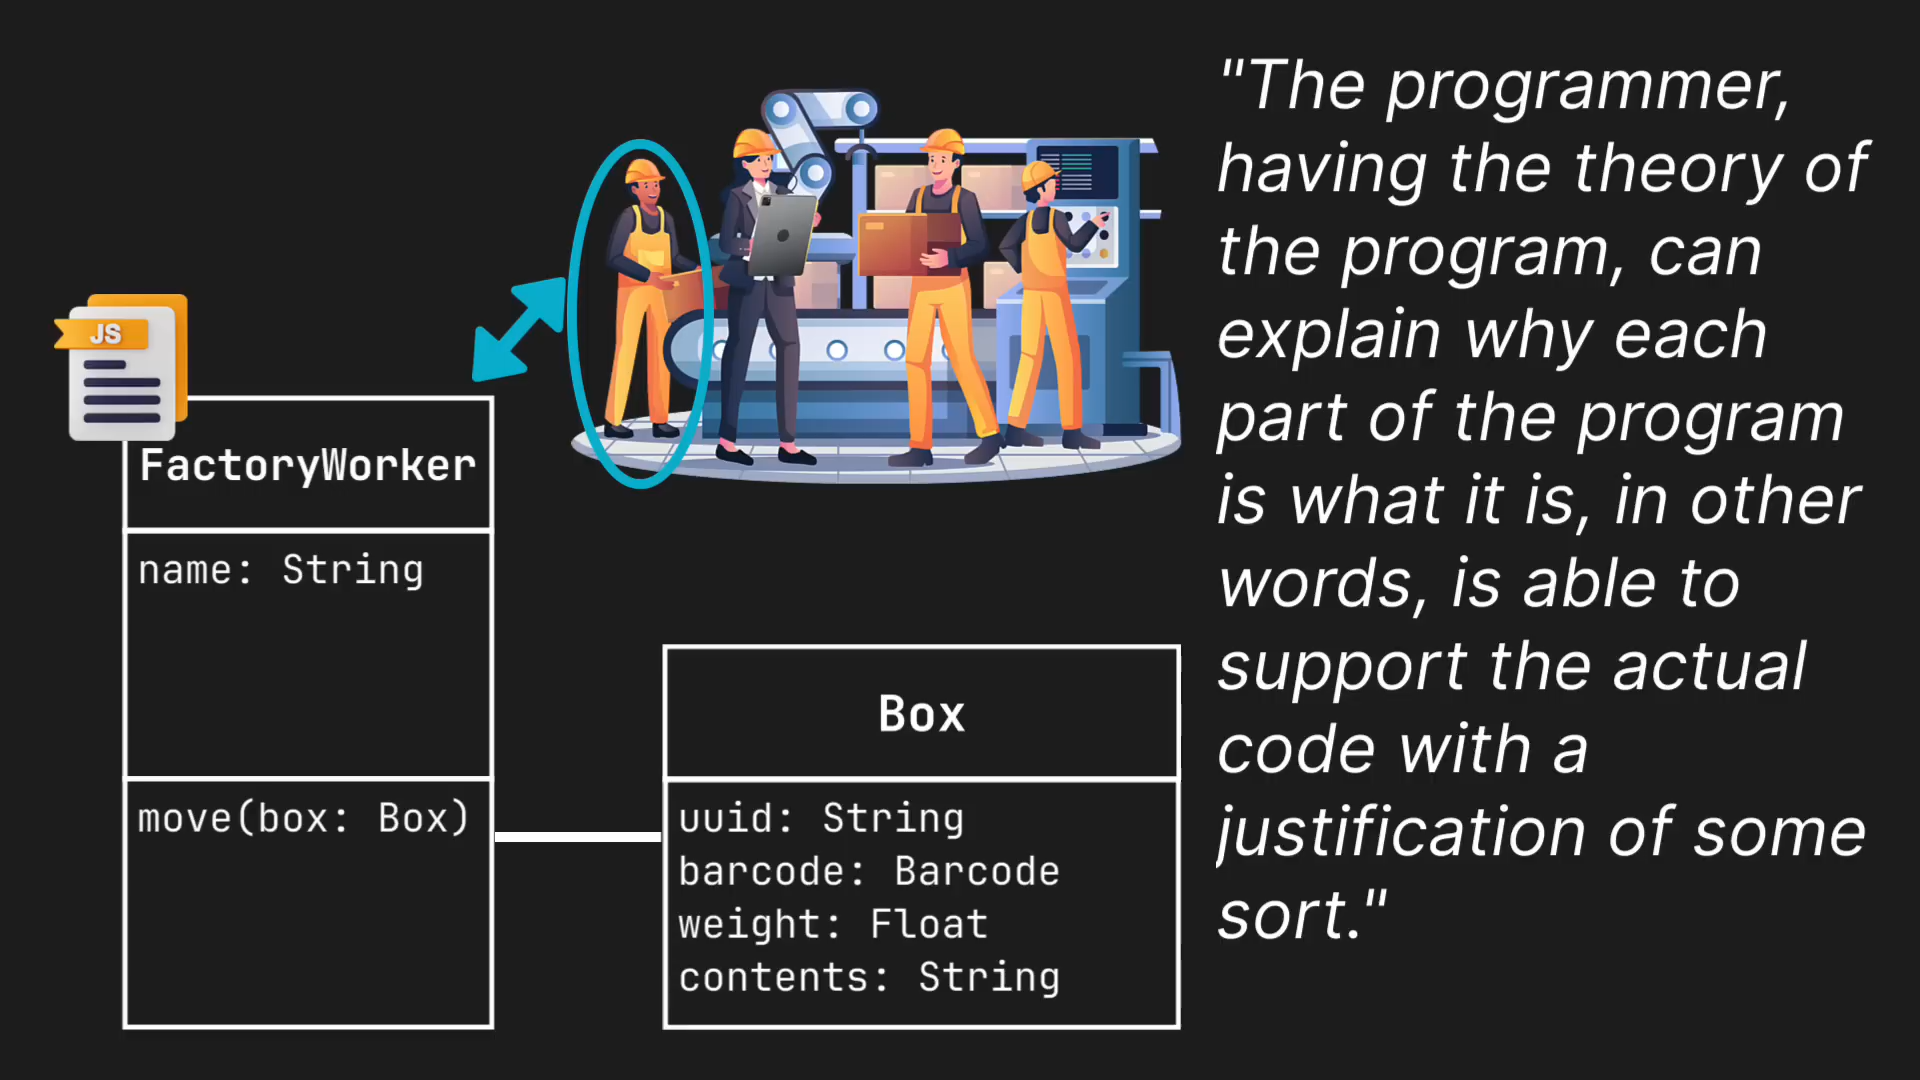 JS
FactoryWorker
name: String
move(box: Box)
Box
uuid: String
barcode: Barcode
weight: Float
contents: String
"The programmer,
having the theory of
the program, can
explain why each
part of the program
is what it is, in other
words, is able to
support the actual
code with a
justification of some
sort."